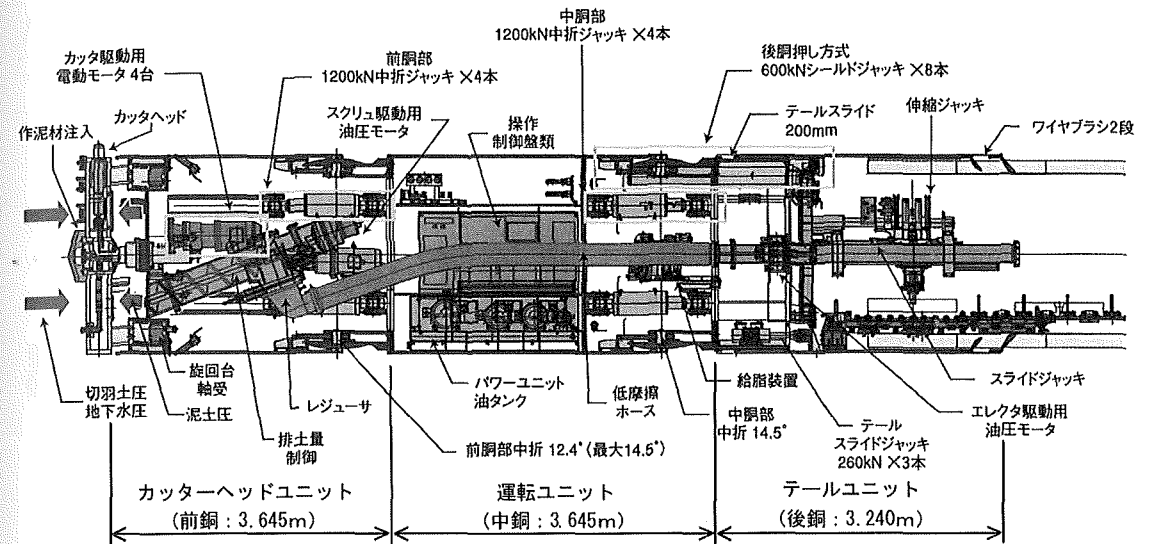 中胴部
1200kN中折ジャッキ ×4本
カッタ駆動用
電動モータ 4台
前胴部
1200kN中折ジャッキ ×4本
後胴押し方式
600kNシールドジャッキ ×8本
作泥材注入
カッタヘッド
スクリュ駆動用
油圧モータ
操作
制御盤類
テールスライド
200mm
伸縮ジャッキ
ワイヤブラシ2段
切羽土圧
地下水圧
旋回台
軸受
泥土圧
排土量
制御
レジューサ
前胴部中折 12.4°(最大14.5°)
パワーユニット
油タンク
低摩擦
ホース
給脂装置
中胴部
中折 14.5°
テール
スライドジャッキ
260kN ×3本
エレクタ駆動用
油圧モータ
スライドジャッキ
カッターヘッドユニット
(前銅：3.645m)
運転ユニット
(中銅：3.645m)
テールユニット
(後銅：3.240m)